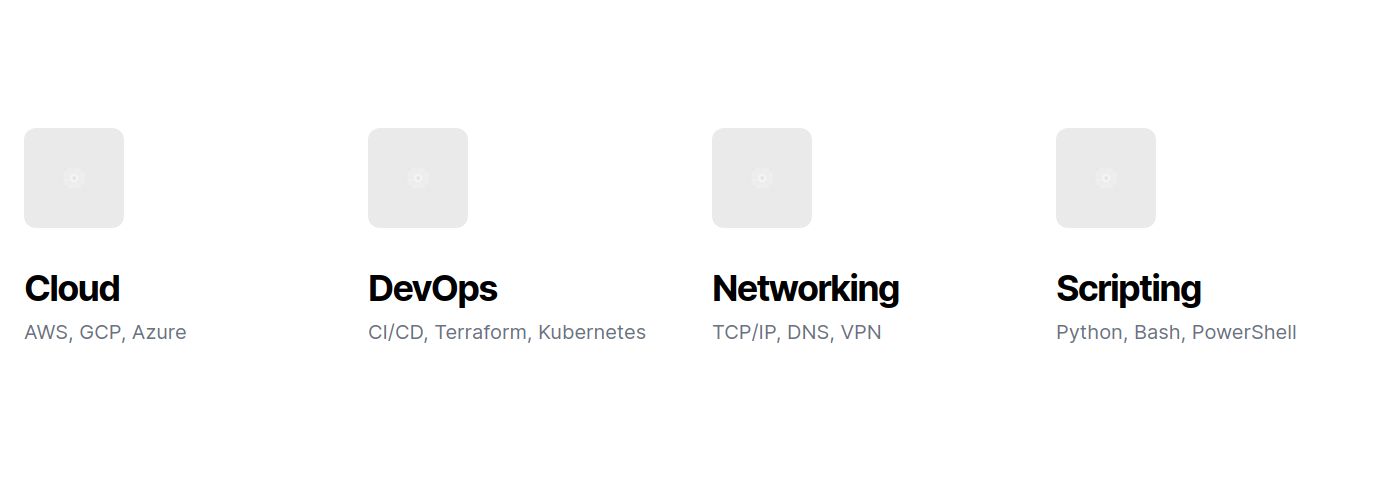 Cloud
AWS, GCP, Azure
DevOps
CI/CD, Terraform, Kubernetes
Networking
TCP/IP, DNS, VPN
Scripting
Python, Bash, PowerShell